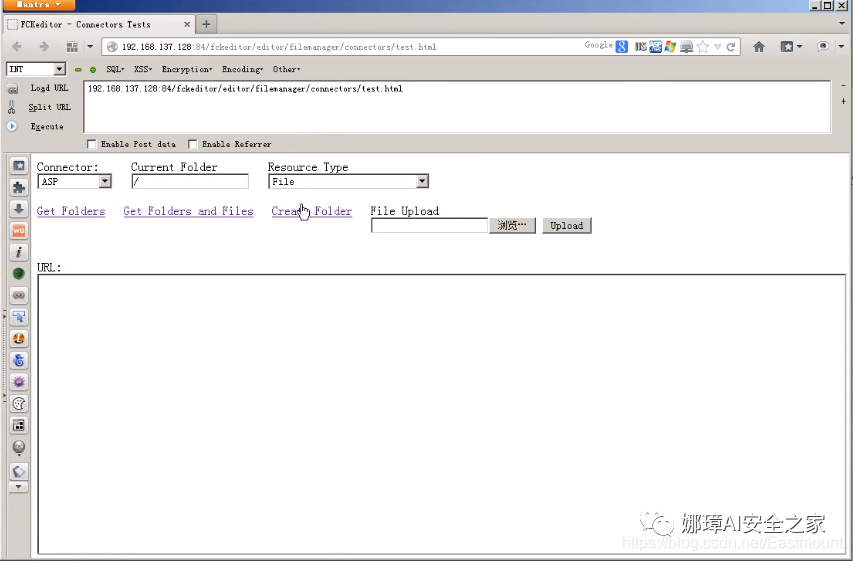 Mantra
FCKeditor - Connectors Tests
192.168.137.128:84/fckeditor/editor/filemanager/connectors/test.html
Google
INT
SQL XSS Encryption Encoding Other
Load URL
192.168.137.128:84/fckeditor/editor/filemanager/connectors/test.html
Split URL
Execute
Enable Post data Enable Referrer
Connector: Current Folder Resource Type
ASP / File
Get Folders Get Folders and Files Create Folder File Upload
浏览… Upload
URL:
娜璋AI安全之家
https://blog.csdn.net/Eastmount